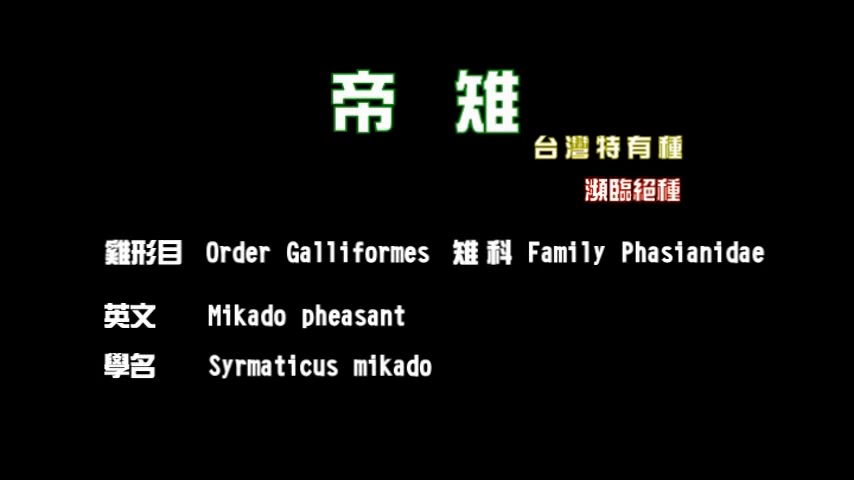 帝雉
台灣特有種
瀕臨絕種
雞形目 Order Galliformes 雉科 Family Phasianidae
英文 Mikado pheasant
學名 Syrmaticus mikado